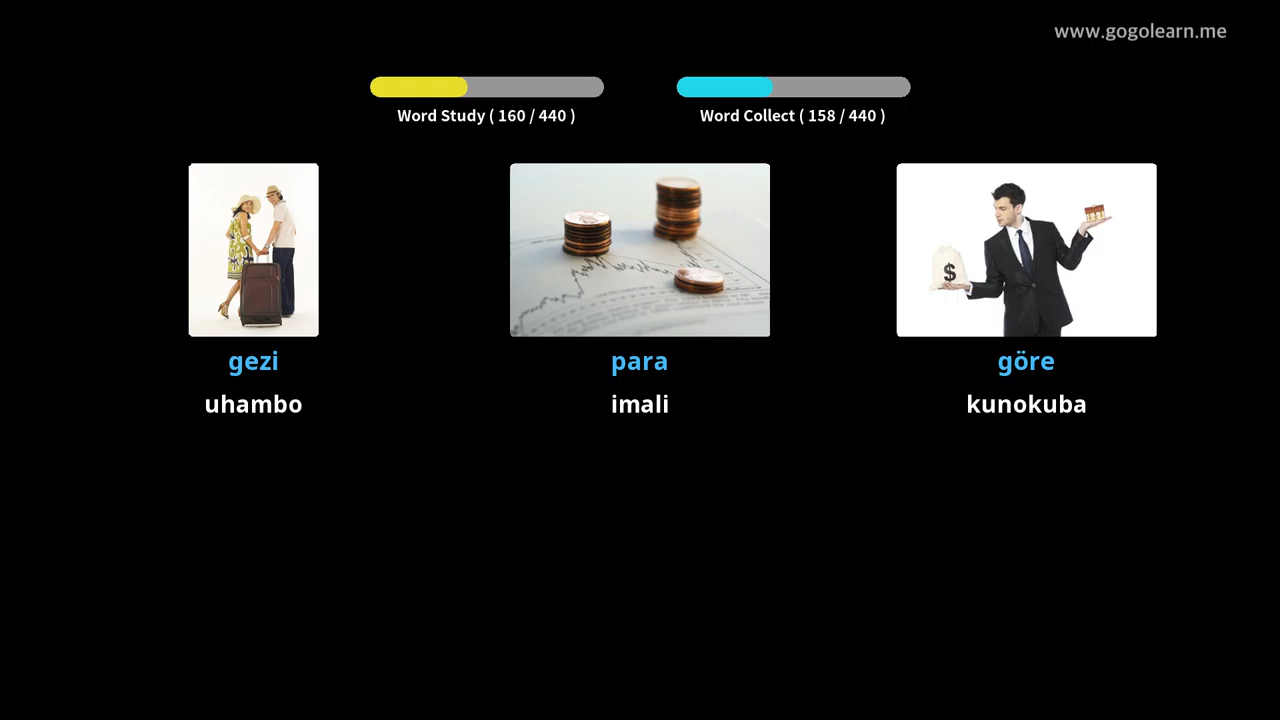 www.gogolearn.me
Word Study ( 160 / 440 )
Word Collect ( 158 / 440 )
$
gezi
para
göre
uhambo
imali
kunokuba